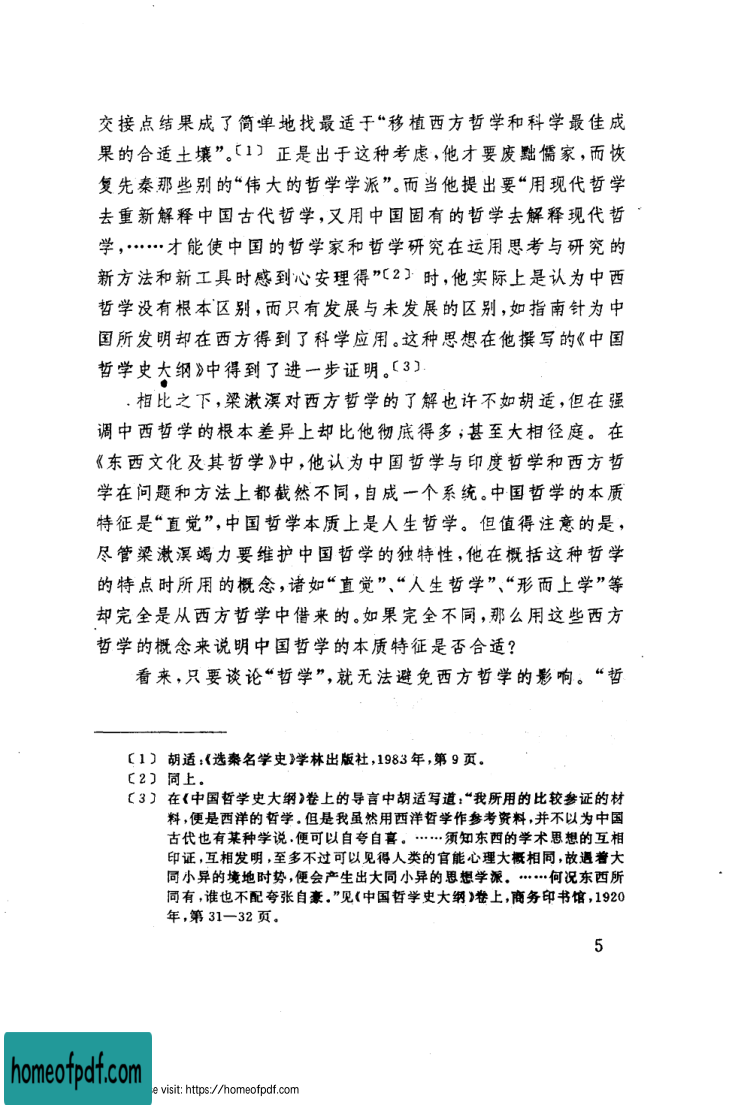 交接点结果成了简单地找最适于“移植西方哲学和科学最佳成
果的合适土壤”。〔1〕 正是出于这种考虑,他才要废黜儒家,而恢
复先秦那些别的“伟大的哲学学派”。而当他提出要“用现代哲学
去重新解释中国古代哲学,又用中国固有的哲学去解释现代哲
学,……才能使中国的哲学家和哲学研究在运用思考与研究的
新方法和新工具时感到心安理得”〔2〕 时,他实际上是认为中西
哲学没有根本区别,而只有发展与未发展的区别,如指南针为中
国所发明却在西方得到了科学应用。这种思想在他撰写的《中国
哲学史大纲》中得到了进一步证明。〔3〕
相比之下,梁漱溟对西方哲学的了解也许不如胡适,但在强
调中西哲学的根本差异上却比他彻底得多;甚至大相径庭。在
《东西文化及其哲学》中,他认为中国哲学与印度哲学和西方哲
学在问题和方法上都截然不同,自成一个系统。中国哲学的本质
特征是“直觉”,中国哲学本质上是人生哲学。但值得注意的是,
尽管梁漱溟竭力要维护中国哲学的独特性,他在概括这种哲学
的特点时所用的概念,诸如“直觉”、“人生哲学”、“形而上学”等
却完全是从西方哲学中借来的。如果完全不同,那么用这些西方
哲学的概念来说明中国哲学的本质特征是否合适?
看来,只要谈论“哲学”,就无法避免西方哲学的影响。“哲
〔1〕 胡适:《选秦名学史》学林出版社,1983年,第9页。
〔2〕 同上。
〔3〕 在《中国哲学史大纲》卷上的导言中胡适写道:“我所用的比较参证的材
料,便是西洋的哲学。但是我虽然用西洋哲学作参考资料,并不以为中国
古代也有某种学说,便可以自夸自喜。……须知东西的学术思想的互相
印证,互相发明,至多不过可以见得人类的官能心理大概相同,故遇着大
同小异的境地时势,便会产生出大同小异的思想学派。……何况东西所
同有,谁也不配夸张自豪。”见《中国哲学史大纲》卷上,商务印书馆,1920
年,第31—32页。
5
homeofpdf.com
e visit: https://homeofpdf.com